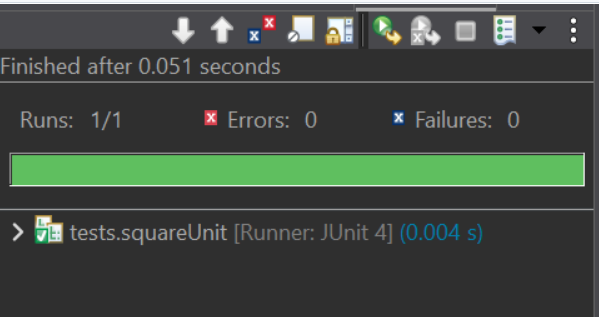 Finished after 0.051 seconds
Runs: 1/1 Errors: 0 Failures: 0
tests.squareUnit [Runner: JUnit 4] (0.004 s)